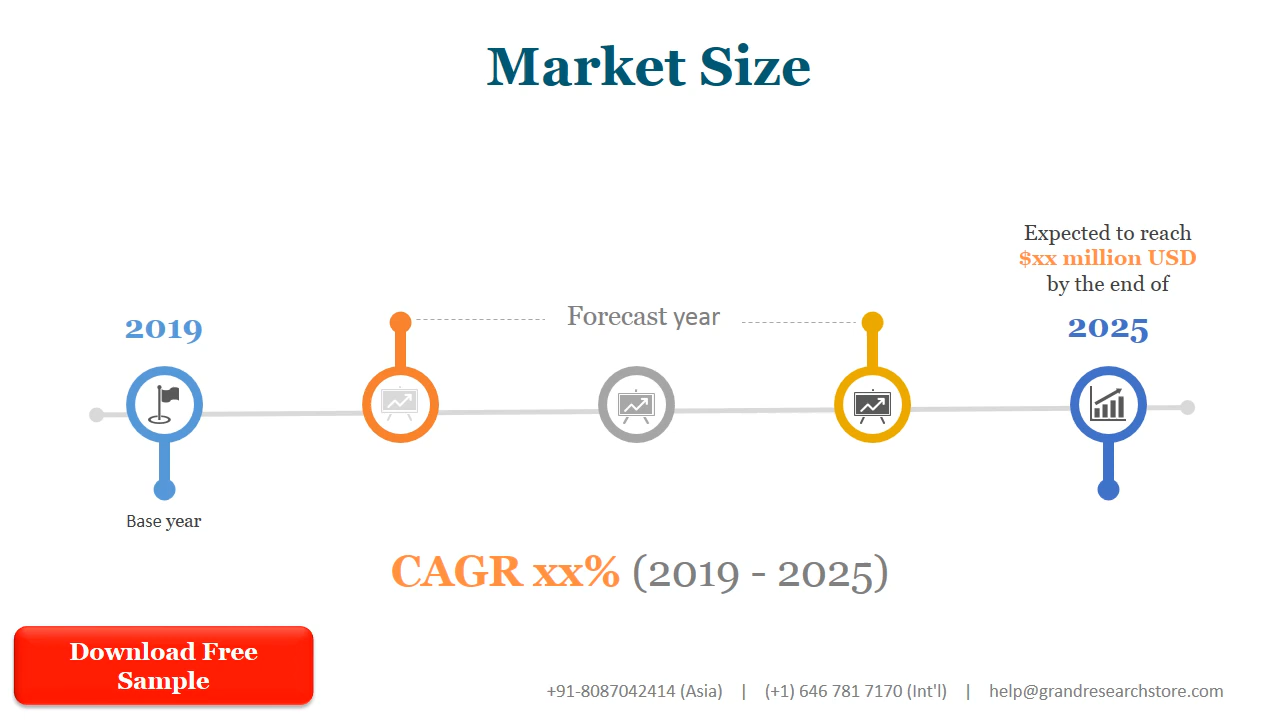 Market Size
Expected to reach
$xx million USD
by the end of
2019
Forecast year
2025
Base year
CAGR xx% (2019 - 2025)
Download Free
Sample
+91-8087042414 (Asia) | (+1) 646 781 7170 (Int'l) | help@grandresearchstore.com